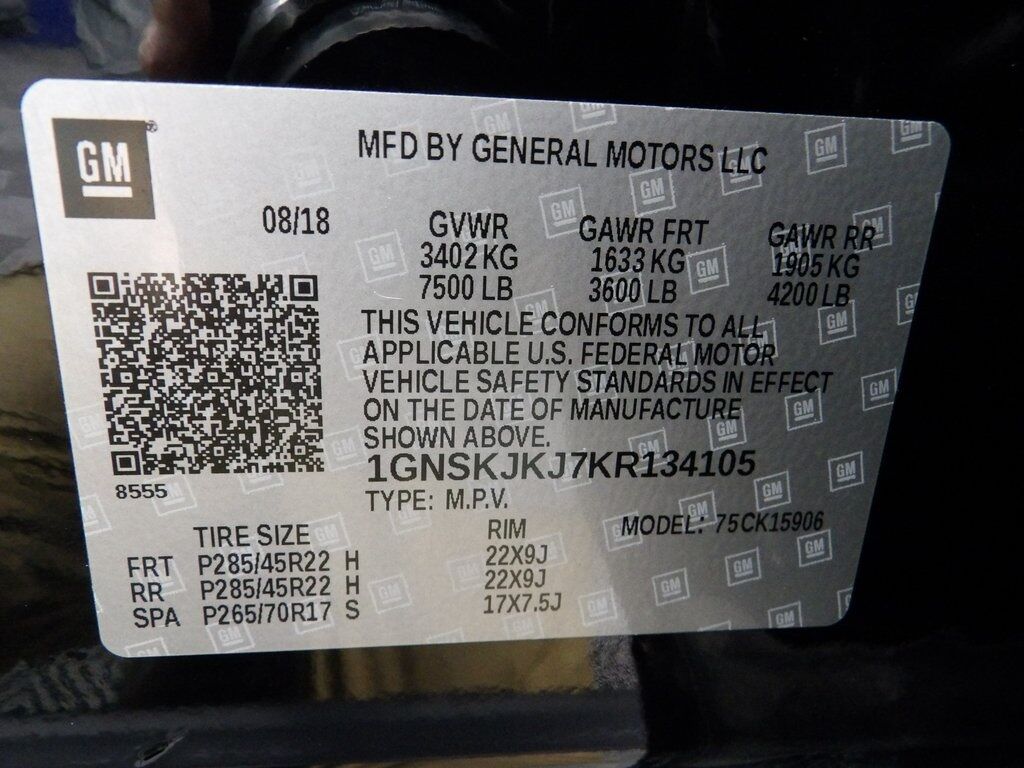 GM
MFD BY GENERAL MOTORS LLC
08/18
GVWR GAWR FRT GAWR RR
3402 KG 1633 KG 1905 KG
7500 LB 3600 LB 4200 LB
THIS VEHICLE CONFORMS TO ALL
APPLICABLE U.S. FEDERAL MOTOR
VEHICLE SAFETY STANDARDS IN EFFECT
ON THE DATE OF MANUFACTURE
SHOWN ABOVE.
1GNSKJKJ7KR134105
8555
TYPE: M.P.V.
TIRE SIZE RIM MODEL: 75CK15906
FRT P285/45R22 H 22X9J
RR P285/45R22 H 22X9J
SPA P265/70R17 S 17X7.5J